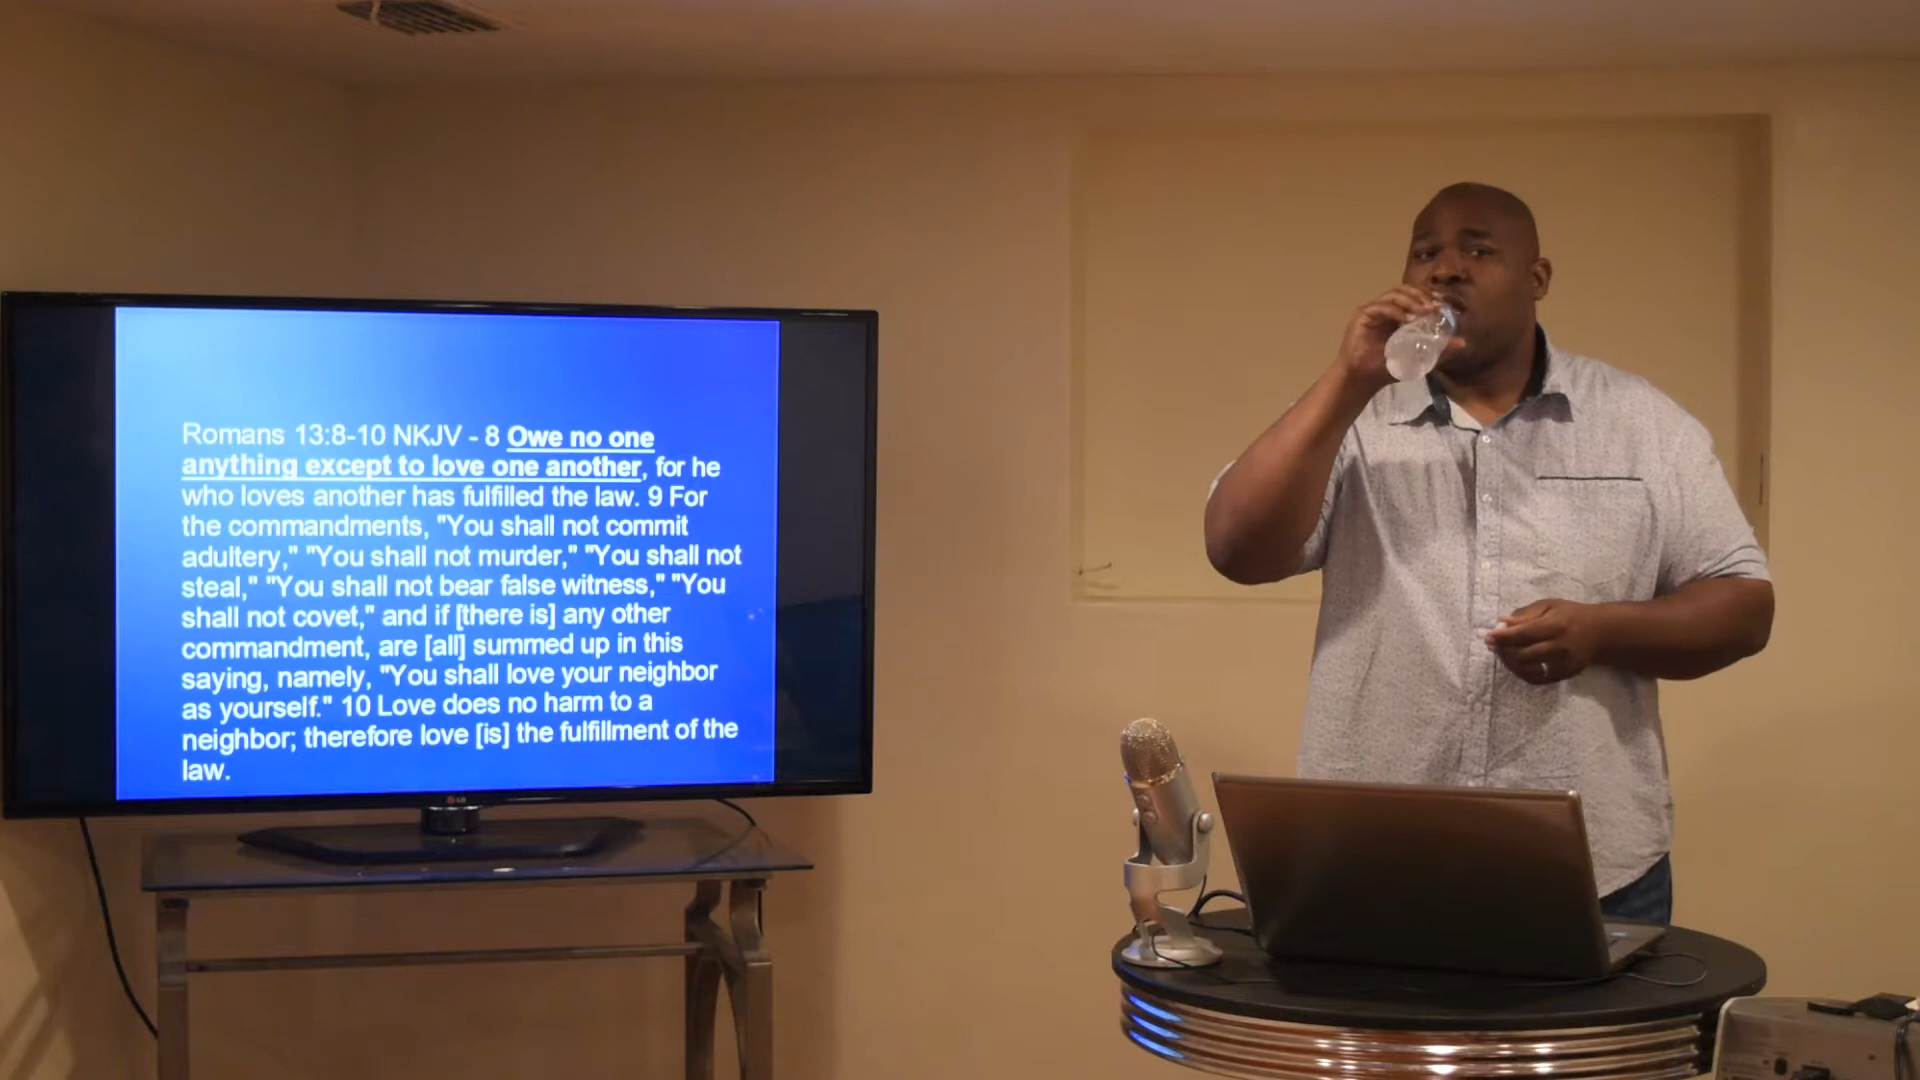 Romans 13:8-10 NKJV - 8 Owe no one
anything except to love one another, for he
who loves another has fulfilled the law. 9 For
the commandments, "You shall not commit
adultery," "You shall not murder," "You shall not
steal," "You shall not bear false witness," "You
shall not covet," and if [there is] any other
commandment, are [all] summed up in this
saying, namely, "You shall love your neighbor
as yourself." 10 Love does no harm to a
neighbor; therefore love [is] the fulfillment of the
law.
LG